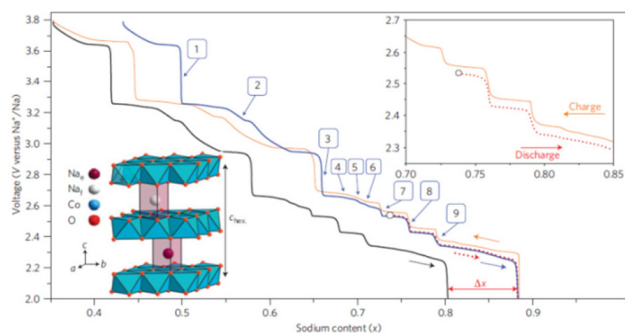 3.8
3.6
3.4
3.2
3.0
2.8
2.6
2.4
2.2
2.0
Voltage (V versus Na⁺/Na)
0.4
0.5
0.6
0.7
0.8
0.9
Sodium content (x)
1
2
3
4
5
6
7
8
9
Δx
Naₑ
Na_f
Co
O
c
a
b
c_hex.
2.7
2.6
2.5
2.4
2.3
0.70
0.75
0.80
0.85
Charge
Discharge